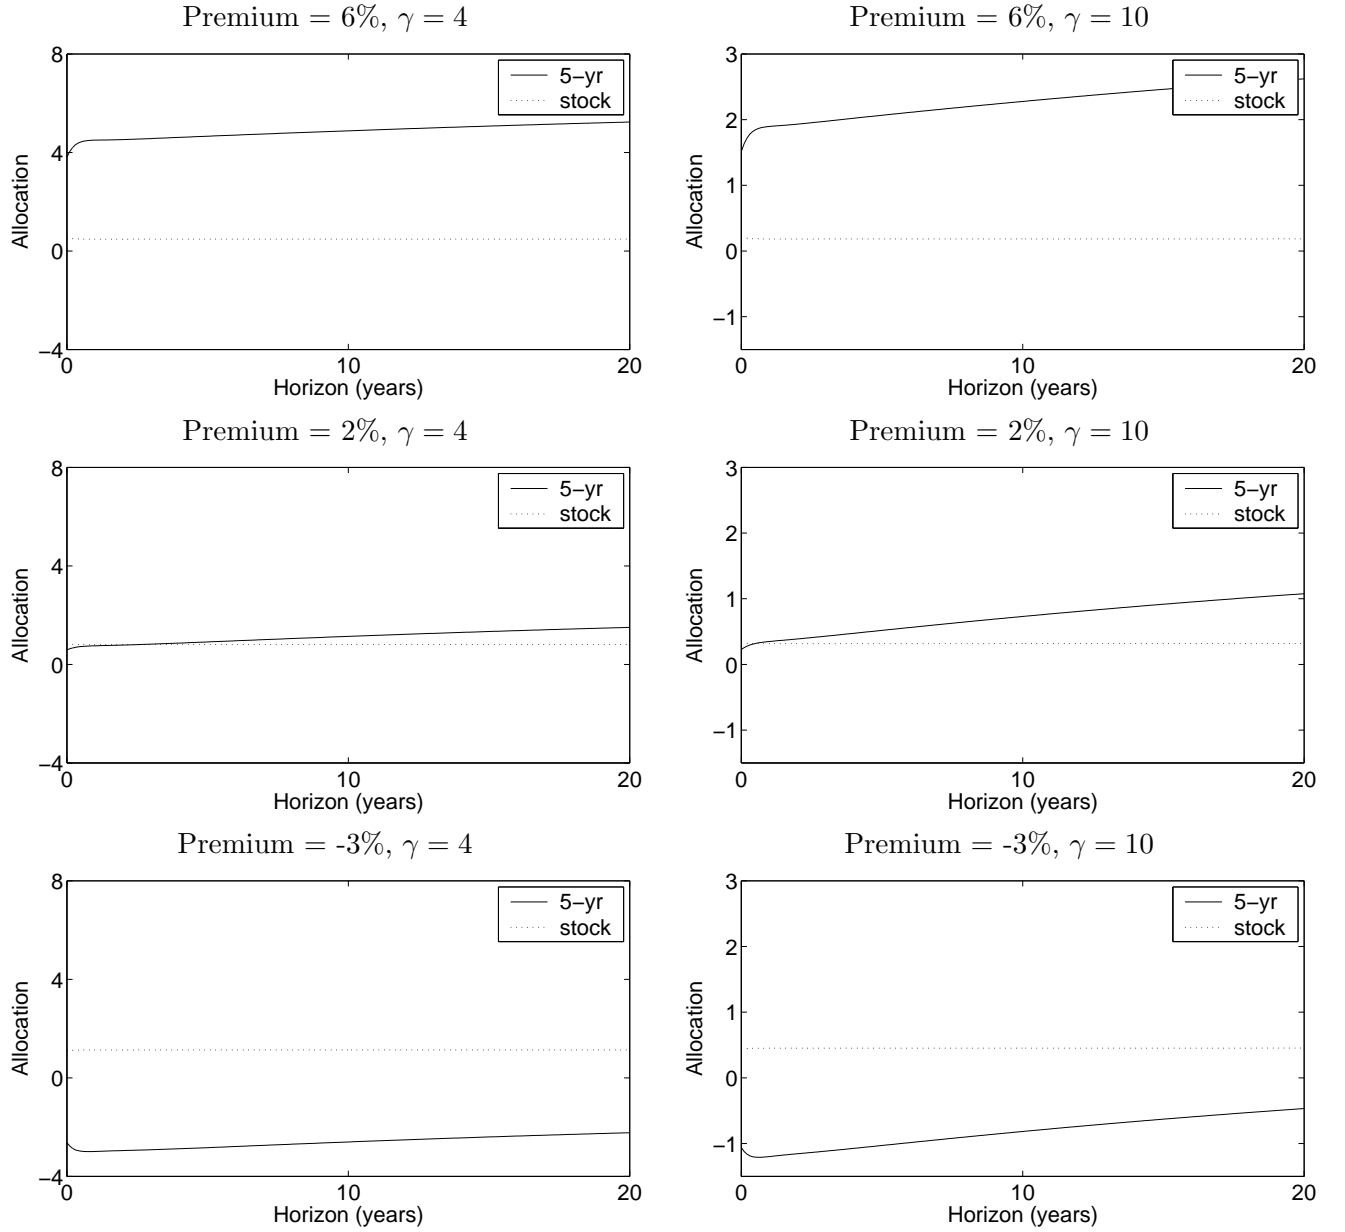 Premium = 6%, γ = 4
8
4
0
−4
Allocation
5−yr
stock
0
10
20
Horizon (years)
Premium = 6%, γ = 10
3
2
1
0
−1
Allocation
5−yr
stock
0
10
20
Horizon (years)
Premium = 2%, γ = 4
8
4
0
−4
Allocation
5−yr
stock
0
10
20
Horizon (years)
Premium = 2%, γ = 10
3
2
1
0
−1
Allocation
5−yr
stock
0
10
20
Horizon (years)
Premium = -3%, γ = 4
8
4
0
−4
Allocation
5−yr
stock
0
10
20
Horizon (years)
Premium = -3%, γ = 10
3
2
1
0
−1
Allocation
5−yr
stock
0
10
20
Horizon (years)